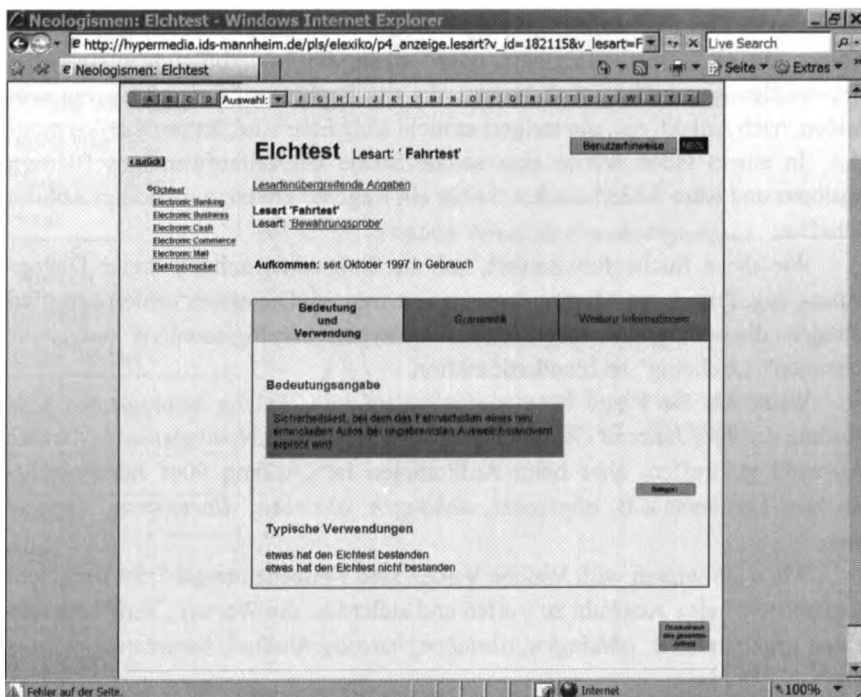 Neologismen: Elchtest - Windows Internet Explorer
http://hypermedia.ids-mannheim.de/pls/elexiko/p4_anzeige.lesart?v_id=182115&v_lesart=F
Live Search
Neologismen: Elchtest
Seite
Extras
A B C D Auswahl: F G H I J K L M N O P Q R S T U V W X Y Z
Elchtest Lesart: 'Fahrtest'
Benutzerhinweise
zurück
Lesartenübergreifende Angaben
Elchtest
Electronic Banking
Electronic Business
Electronic Cash
Electronic Commerce
Electronic Mail
Elektroschocker
Lesart 'Fahrtest'
Lesart: 'Bewährungsprobe'
Aufkommen: seit Oktober 1997 in Gebrauch
Bedeutung
und
Verwendung
Grammatik
Weitere Informationen
Bedeutungsangabe
Sicherheitstest, bei dem das Fahrverhalten eines neu
entwickelten Autos bei ungebremsten Ausweichmanövern
erprobt wird
Belege
Typische Verwendungen
etwas hat den Elchtest bestanden
etwas hat den Elchtest nicht bestanden
Druckversion
des gesamten
Artikels
Fehler auf der Seite.
Internet
100%